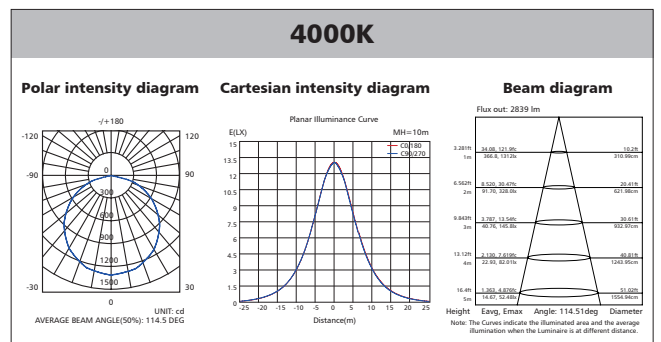 4000K
Polar intensity diagram
Cartesian intensity diagram
Beam diagram
-/+180
-120
120
-90
90
-30
30
0
0
300
600
900
1200
1500
UNIT: cd
AVERAGE BEAM ANGLE(50%): 114.5 DEG
Planar Illuminance Curve
E(LX)
MH=10m
C0/180
C90/270
15
13.5
12
10.5
9
7.5
6
4.5
3
1.5
0
-25 -20 -15 -10 -5 0 5 10 15 20 25
Distance(m)
Flux out: 2839 lm
3.281ft 34.08, 121.9fc 10.2ft
1m 366.8, 1312lx 310.99cm
6.562ft 8.520, 30.47fc 20.41ft
2m 91.70, 328.0lx 621.98cm
9.843ft 3.787, 13.54fc 30.61ft
3m 40.76, 145.8lx 932.97cm
13.12ft 2.130, 7.619fc 40.81ft
4m 22.93, 82.01lx 1243.95cm
16.4ft 1.363, 4.876fc 51.02ft
5m 14.67, 52.48lx 1554.94cm
Height Eavg, Emax Angle: 114.51deg Diameter
Note: The Curves indicate the illuminated area and the average
illumination when the Luminaire is at different distance.